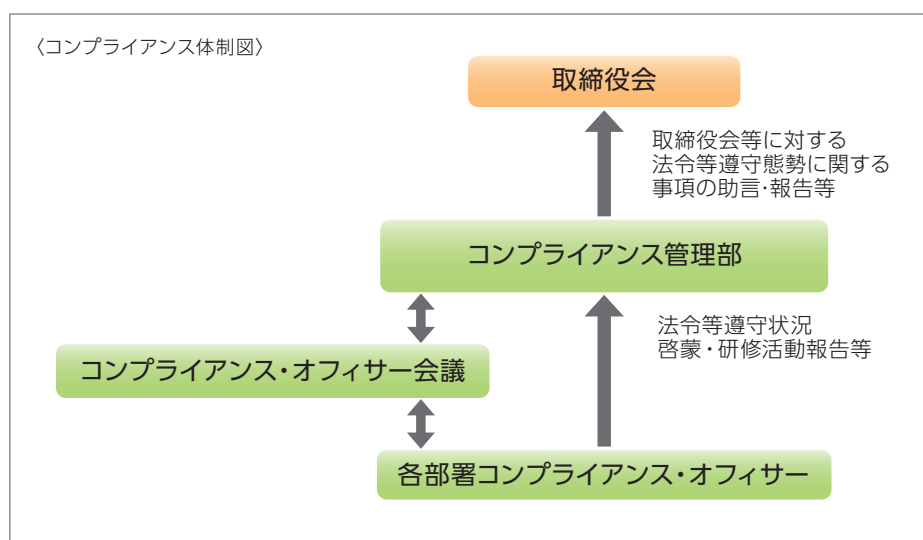 〈コンプライアンス体制図〉
取締役会
取締役会等に対する
法令等遵守態勢に関する
事項の助言・報告等
コンプライアンス管理部
法令等遵守状況
啓蒙・研修活動報告等
コンプライアンス・オフィサー会議
各部署コンプライアンス・オフィサー